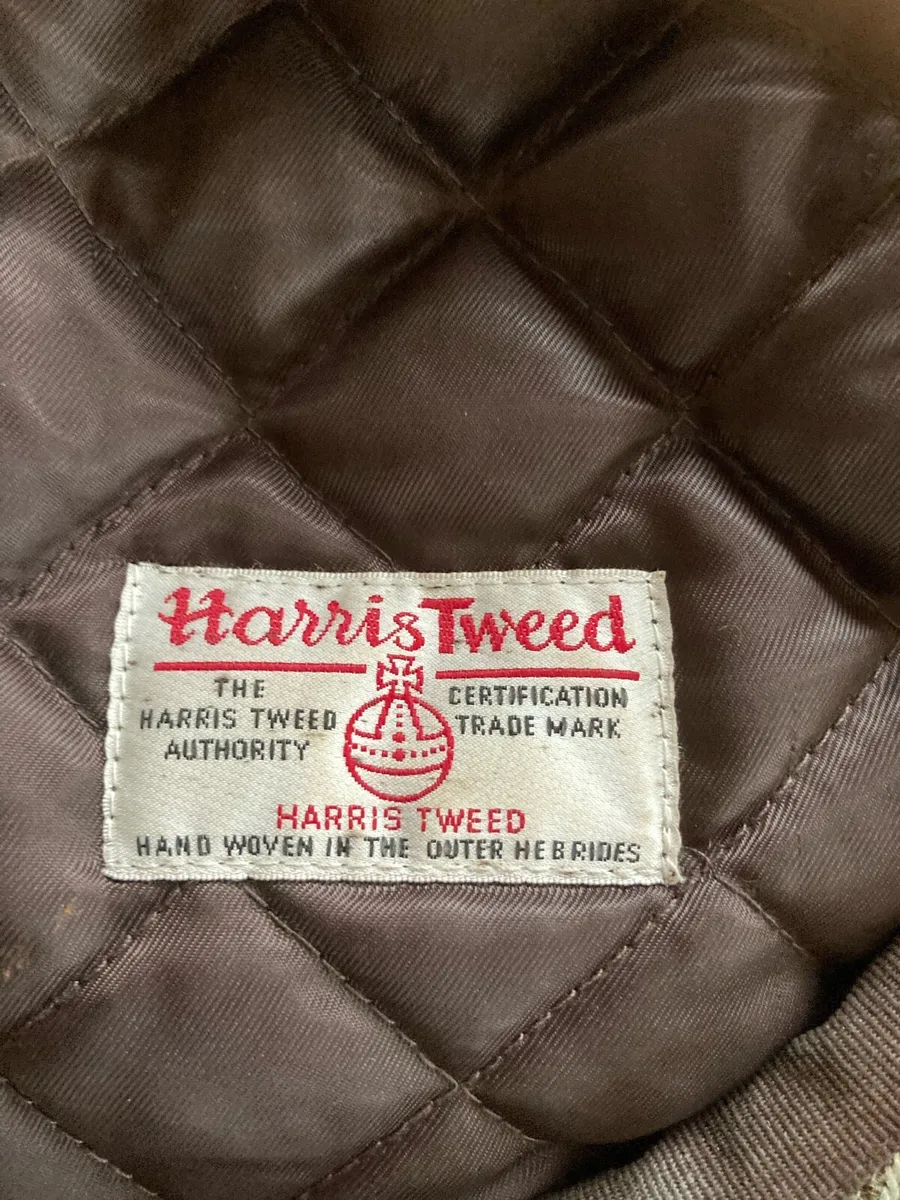 Harris Tweed
THE
HARRIS TWEED
AUTHORITY
CERTIFICATION
TRADE MARK
HARRIS TWEED
HAND WOVEN IN THE OUTER HEBRIDES